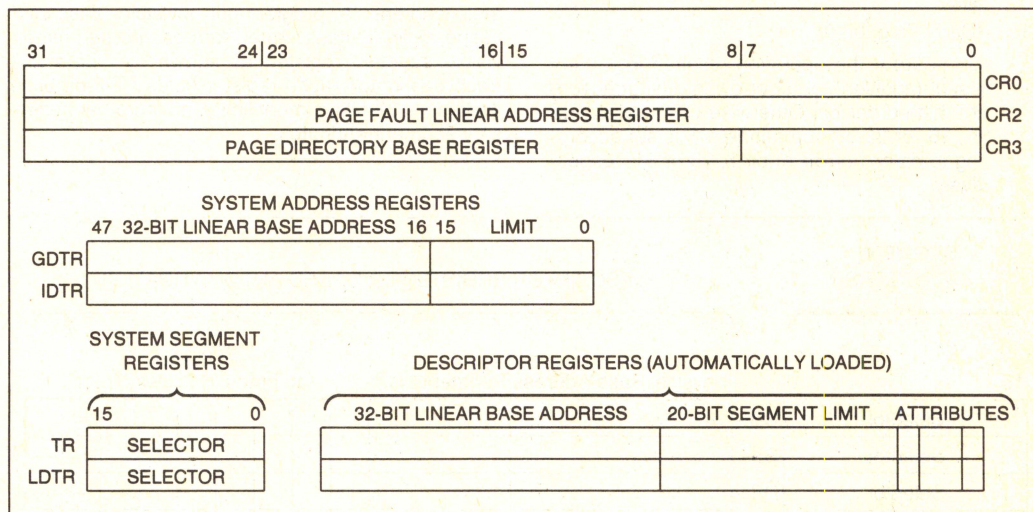 31 24 23 16 15 8 7 0
CR0
PAGE FAULT LINEAR ADDRESS REGISTER CR2
PAGE DIRECTORY BASE REGISTER CR3
SYSTEM ADDRESS REGISTERS
47 32-BIT LINEAR BASE ADDRESS 16 15 LIMIT 0
GDTR
IDTR
SYSTEM SEGMENT
REGISTERS
DESCRIPTOR REGISTERS (AUTOMATICALLY LOADED)
15 0
32-BIT LINEAR BASE ADDRESS 20-BIT SEGMENT LIMIT ATTRIBUTES
TR SELECTOR
LDTR SELECTOR